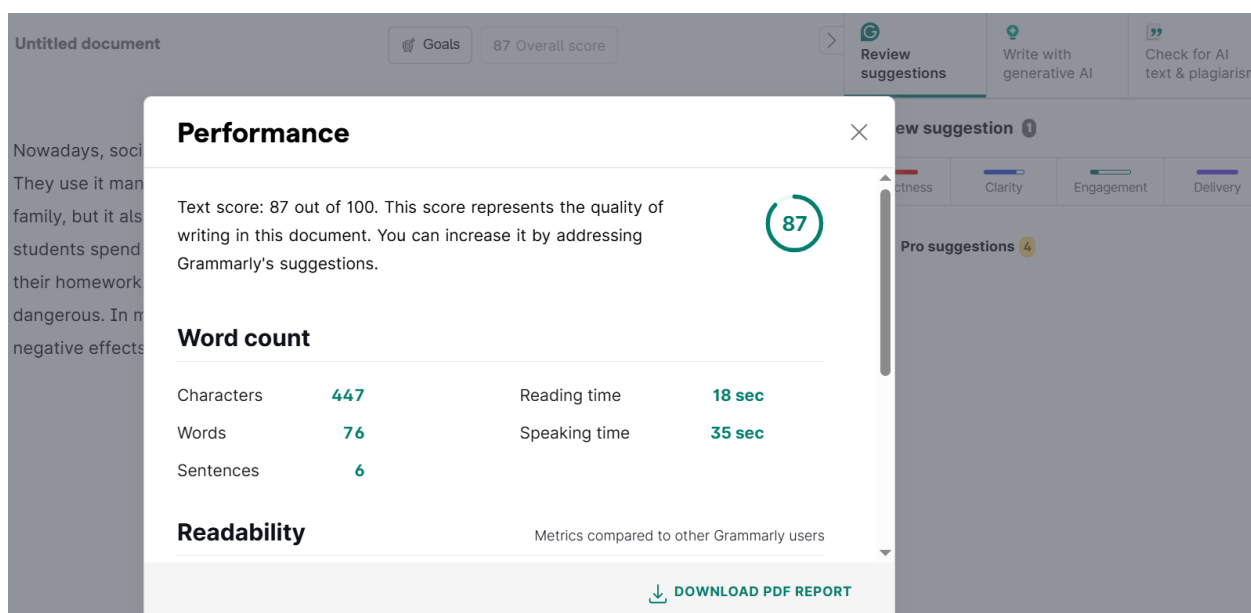 Untitled document
Goals
87 Overall score
Review suggestions
Write with generative AI
Check for AI text & plagiarism
Performance
ew suggestion 1
Nowadays, soci
They use it man
family, but it als
students spend
their homework
dangerous. In m
negative effects
ctness
Clarity
Engagement
Delivery
Pro suggestions 4
Text score: 87 out of 100. This score represents the quality of
writing in this document. You can increase it by addressing
Grammarly's suggestions.
87
Word count
Characters 447
Reading time 18 sec
Words 76
Speaking time 35 sec
Sentences 6
Readability
Metrics compared to other Grammarly users
DOWNLOAD PDF REPORT